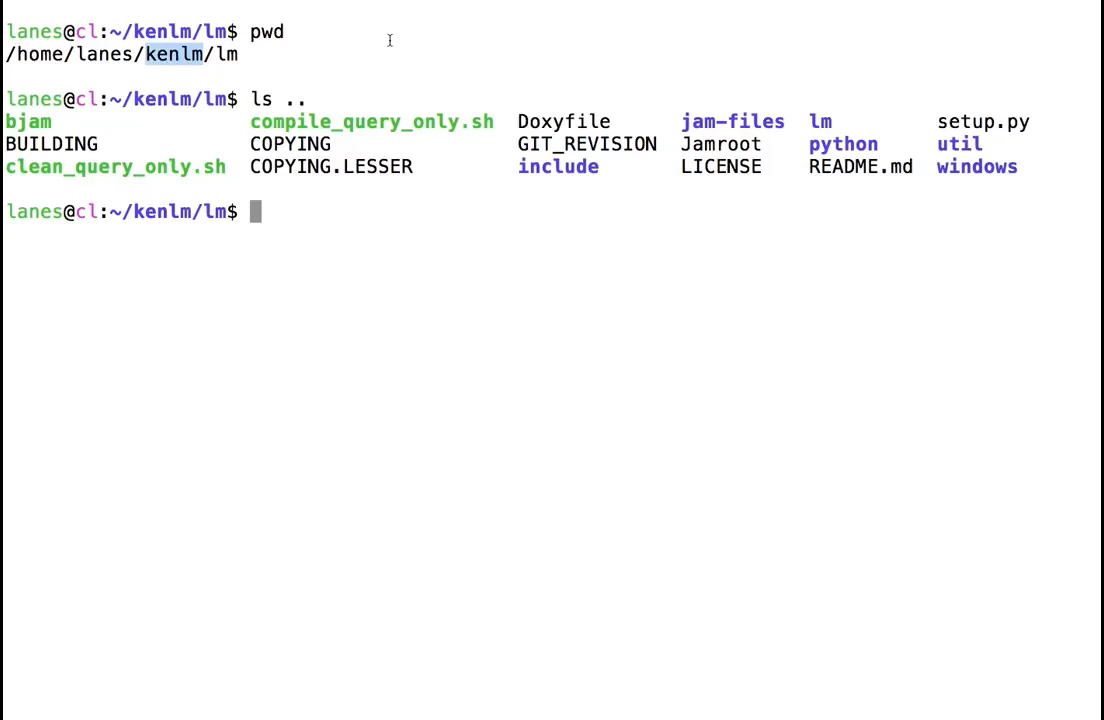 lanes@cl:~/kenlm/lm$ pwd
/home/lanes/kenlm/lm
lanes@cl:~/kenlm/lm$ ls ..
bjam compile_query_only.sh Doxyfile jam-files lm setup.py
BUILDING COPYING GIT_REVISION Jamroot python util
clean_query_only.sh COPYING.LESSER include LICENSE README.md windows
lanes@cl:~/kenlm/lm$